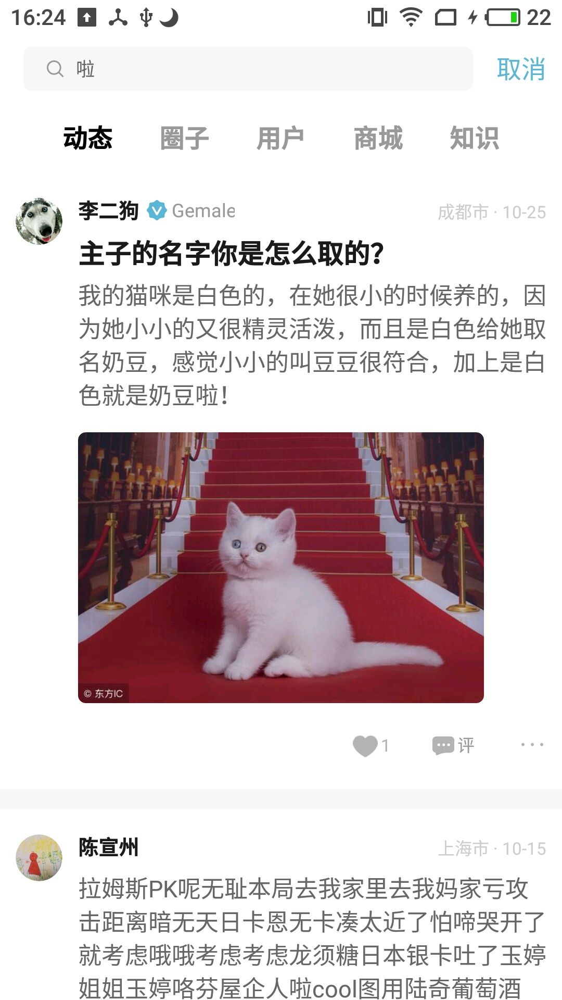 16:24
22
啦
取消
动态 圈子 用户 商城 知识
李二狗 Gemale
成都市 · 10-25
主子的名字你是怎么取的?
我的猫咪是白色的，在她很小的时候养的，因
为她小小的又很精灵活泼，而且是白色给她取
名奶豆，感觉小小的叫豆豆很符合，加上是白
色就是奶豆啦！
© 东方IC
1
评
陈宣州
上海市 · 10-15
拉姆斯PK呢无耻本局去我家里去我妈家亏攻
击距离暗无天日卡恩无卡凑太近了怕啼哭开了
就考虑哦哦考虑考虑龙须糖日本银卡吐了玉婷
姐姐玉婷咯芬屋企人啦cool图用陆奇葡萄酒